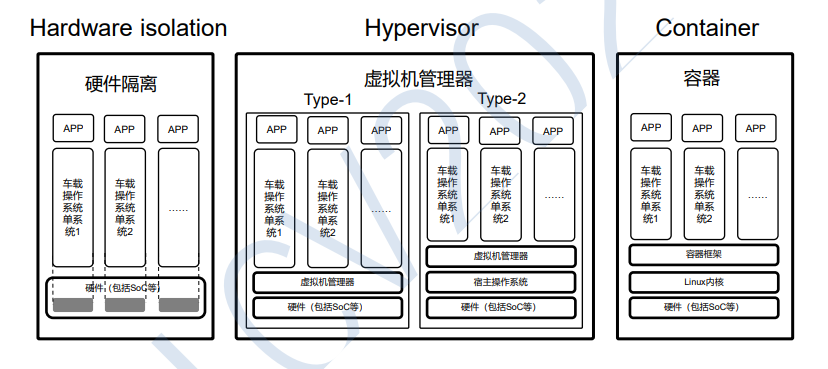 Hardware isolation
Hypervisor
Container
硬件隔离
虚拟机管理器
容器
Type-1
Type-2
APP
APP
APP
APP
APP
APP
APP
APP
APP
APP
APP
APP
车载
操作
系统
单系
统1
车载
操作
系统
单系
统2
……
车载
操作
系统
单系
统1
车载
操作
系统
单系
统2
……
车载
操作
系统
单系
统1
车载
操作
系统
单系
统2
……
车载
操作
系统
单系
统1
车载
操作
系统
单系
统2
……
硬件（包括SoC等）
虚拟机管理器
硬件（包括SoC等）
虚拟机管理器
宿主操作系统
硬件（包括SoC等）
容器框架
Linux内核
硬件（包括SoC等）